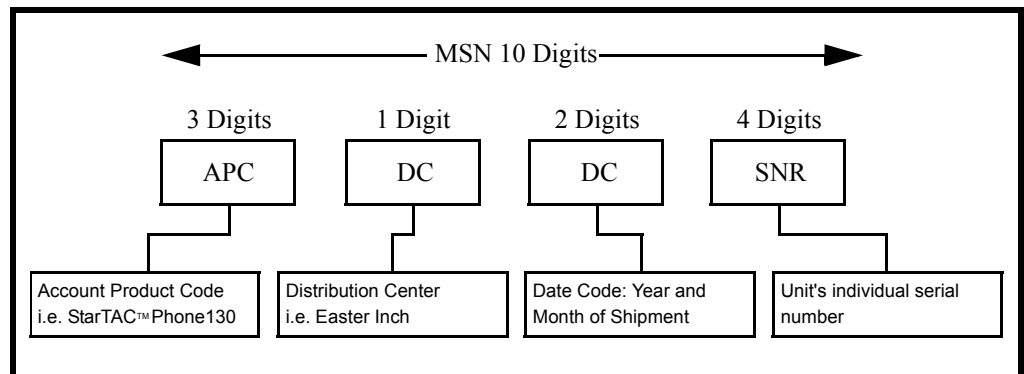 MSN 10 Digits
3 Digits 1 Digit 2 Digits 4 Digits
APC DC DC SNR
Account Product Code
i.e. StarTAC™ Phone130
Distribution Center
i.e. Easter Inch
Date Code: Year and
Month of Shipment
Unit's individual serial
number